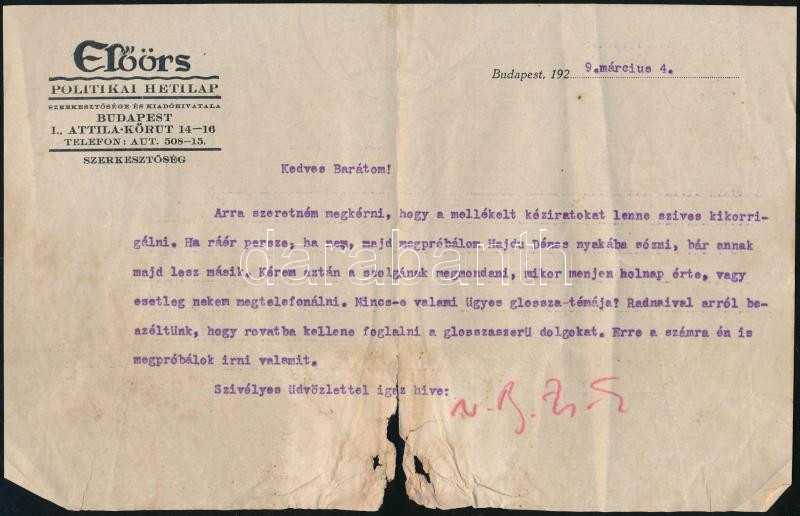 Előörs
POLITIKAI HETILAP
SZERKESZTŐSÉGE ÉS KIADÓHIVATALA
BUDAPEST
I., ATTILA-KÖRUT 14—16
TELEFON: AUT. 508—15.
SZERKESZTŐSÉG
Budapest, 192 9.március 4.
Kedves Barátom!
Arra szeretném megkérni, hogy a mellékelt kéziratokat lenne szives kikorri-
gálni. Ha ráér persze, ha nem, majd megpróbálom Hajdu Dénes nyakába sózni, bár annak
majd lesz másik. Kérem aztán a szolgának megmondani, mikor menjen holnap érte, vagy
esetleg nekem megtelefonálni. Nincs-e valami ügyes glossza-témája? Radnaival arról be-
széltünk, hogy rovatba kellene foglalni a glosszaszerü dolgokat. Erre a számra én is
megpróbálok irni valamit.
Szivélyes üdvözlettel igaz hive:
darabanth